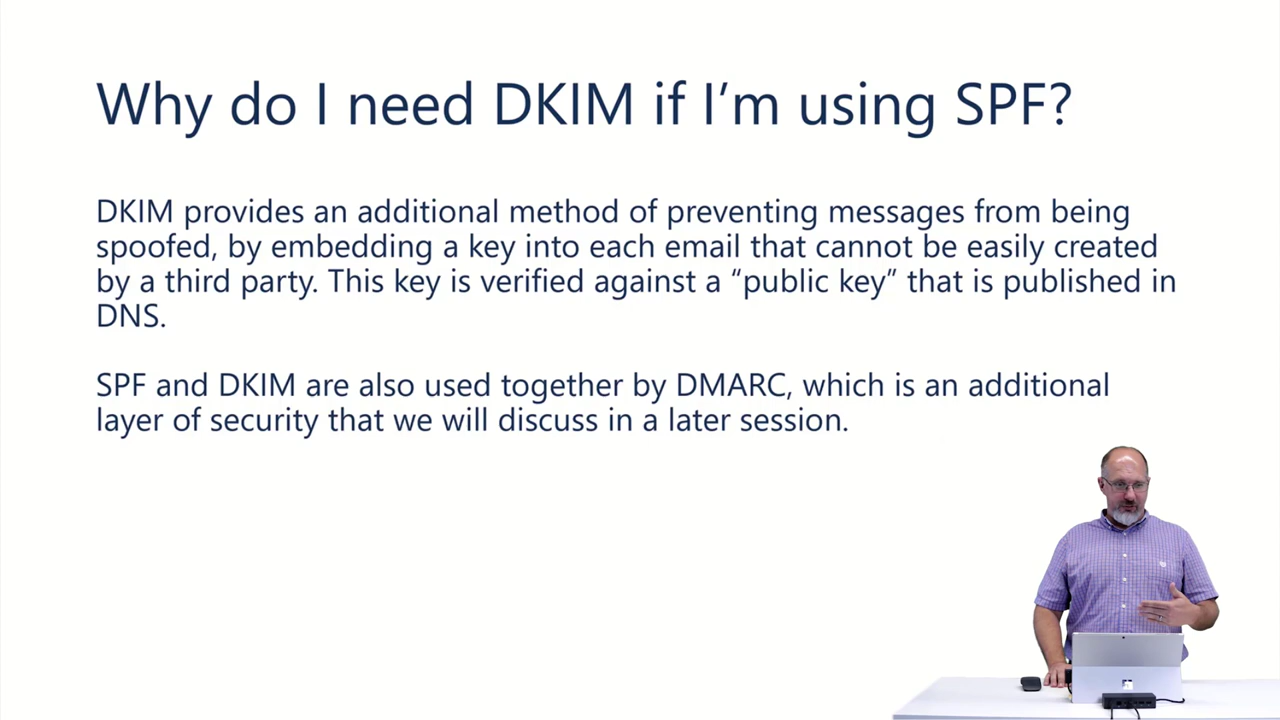 Why do I need DKIM if I’m using SPF?
DKIM provides an additional method of preventing messages from being
spoofed, by embedding a key into each email that cannot be easily created
by a third party. This key is verified against a “public key” that is published in
DNS.
SPF and DKIM are also used together by DMARC, which is an additional
layer of security that we will discuss in a later session.